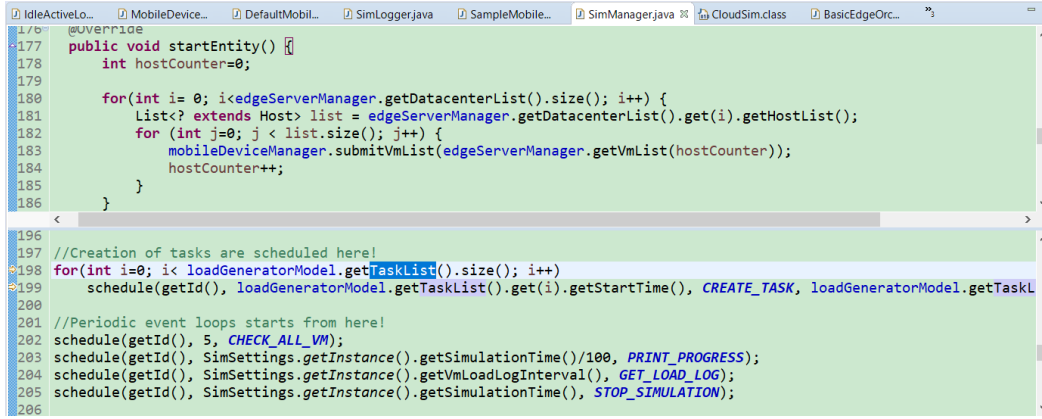 IdleActiveLo... MobileDevice... DefaultMobil... SimLogger.java SampleMobile... SimManager.java CloudSim.class BasicEdgeOrc... »₃
176 @Override
177 public void startEntity() {
178 int hostCounter=0;
179
180 for(int i= 0; i<edgeServerManager.getDatacenterList().size(); i++) {
181 List<? extends Host> list = edgeServerManager.getDatacenterList().get(i).getHostList();
182 for (int j=0; j < list.size(); j++) {
183 mobileDeviceManager.submitVmList(edgeServerManager.getVmList(hostCounter));
184 hostCounter++;
185 }
186 }
196
197 //Creation of tasks are scheduled here!
198 for(int i=0; i< loadGeneratorModel.getTaskList().size(); i++)
199 schedule(getId(), loadGeneratorModel.getTaskList().get(i).getStartTime(), CREATE_TASK, loadGeneratorModel.getTaskL
200
201 //Periodic event loops starts from here!
202 schedule(getId(), 5, CHECK_ALL_VM);
203 schedule(getId(), SimSettings.getInstance().getSimulationTime()/100, PRINT_PROGRESS);
204 schedule(getId(), SimSettings.getInstance().getVmLoadLogInterval(), GET_LOAD_LOG);
205 schedule(getId(), SimSettings.getInstance().getSimulationTime(), STOP_SIMULATION);
206